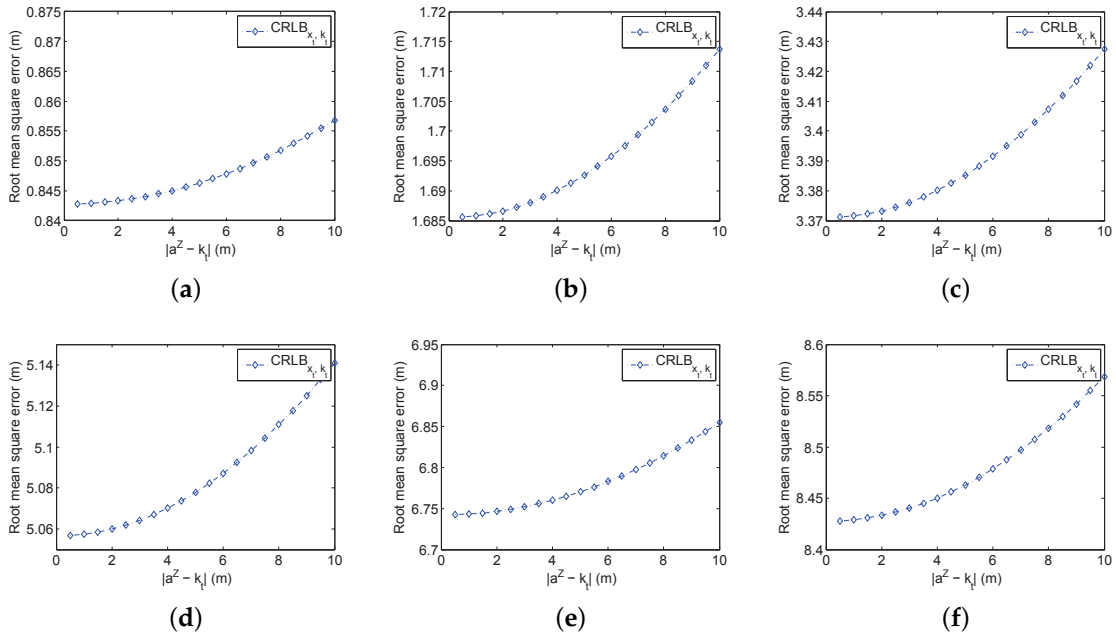 0.875
0.87
0.865
0.86
0.855
0.85
0.845
0.84
0 2 4 6 8 10
Root mean square error (m)
|a^Z − k_t| (m)
CRLB_{x_t, k_t}
(a)
1.72
1.715
1.71
1.705
1.7
1.695
1.69
1.685
0 2 4 6 8 10
Root mean square error (m)
|a^Z − k_t| (m)
CRLB_{x_t, k_t}
(b)
3.43
3.42
3.41
3.4
3.39
3.38
3.37
0 2 4 6 8 10
Root mean square error (m)
|a^Z − k_t| (m)
CRLB_{x_t, k_t}
(c)
5.14
5.12
5.1
5.08
5.06
0 2 4 6 8 10
Root mean square error (m)
|a^Z − k_t| (m)
CRLB_{x_t, k_t}
(d)
6.95
6.9
6.85
6.8
6.75
6.7
0 2 4 6 8 10
Root mean square error (m)
|a^Z − k_t| (m)
CRLB_{x_t, k_t}
(e)
8.6
8.55
8.5
8.45
8.4
0 2 4 6 8 10
Root mean square error (m)
|a^Z − k_t| (m)
CRLB_{x_t, k_t}
(f)